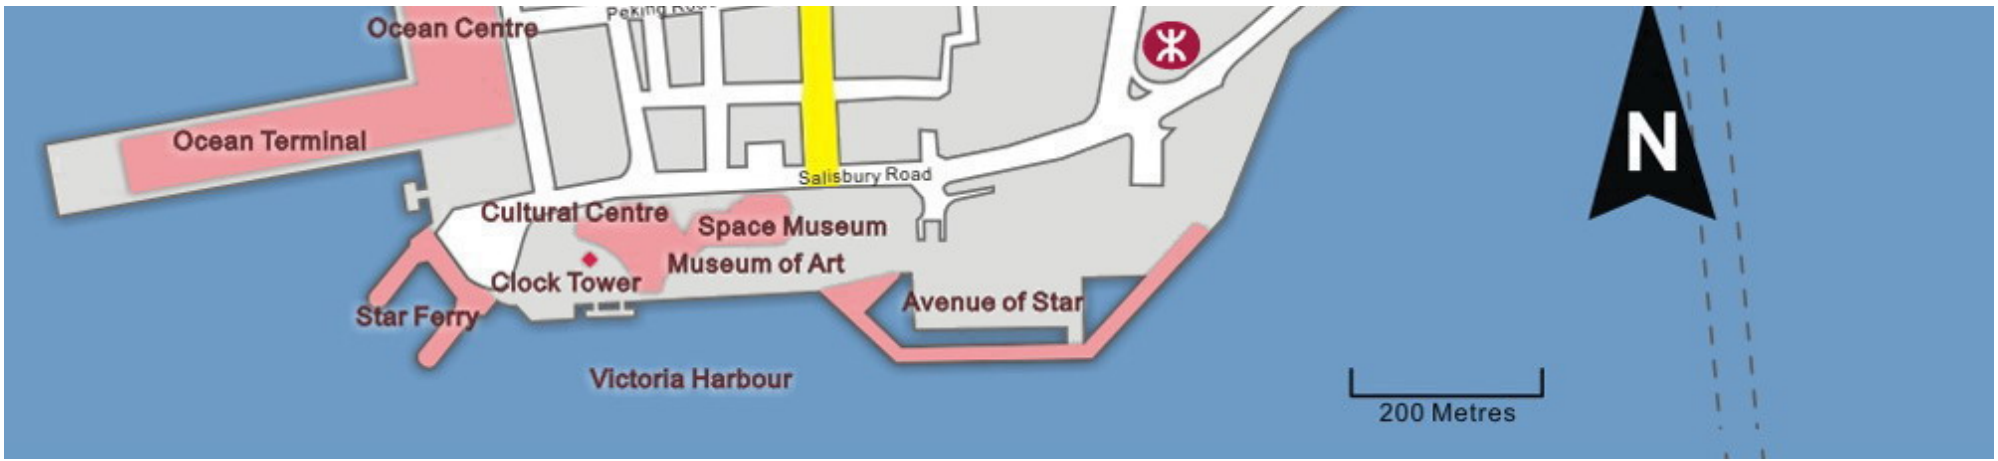 Ocean Centre
Peking
Ocean Terminal
N
Salisbury Road
Cultural Centre
Space Museum
Museum of Art
Clock Tower
Avenue of Star
Star Ferry
Victoria Harbour
200 Metres